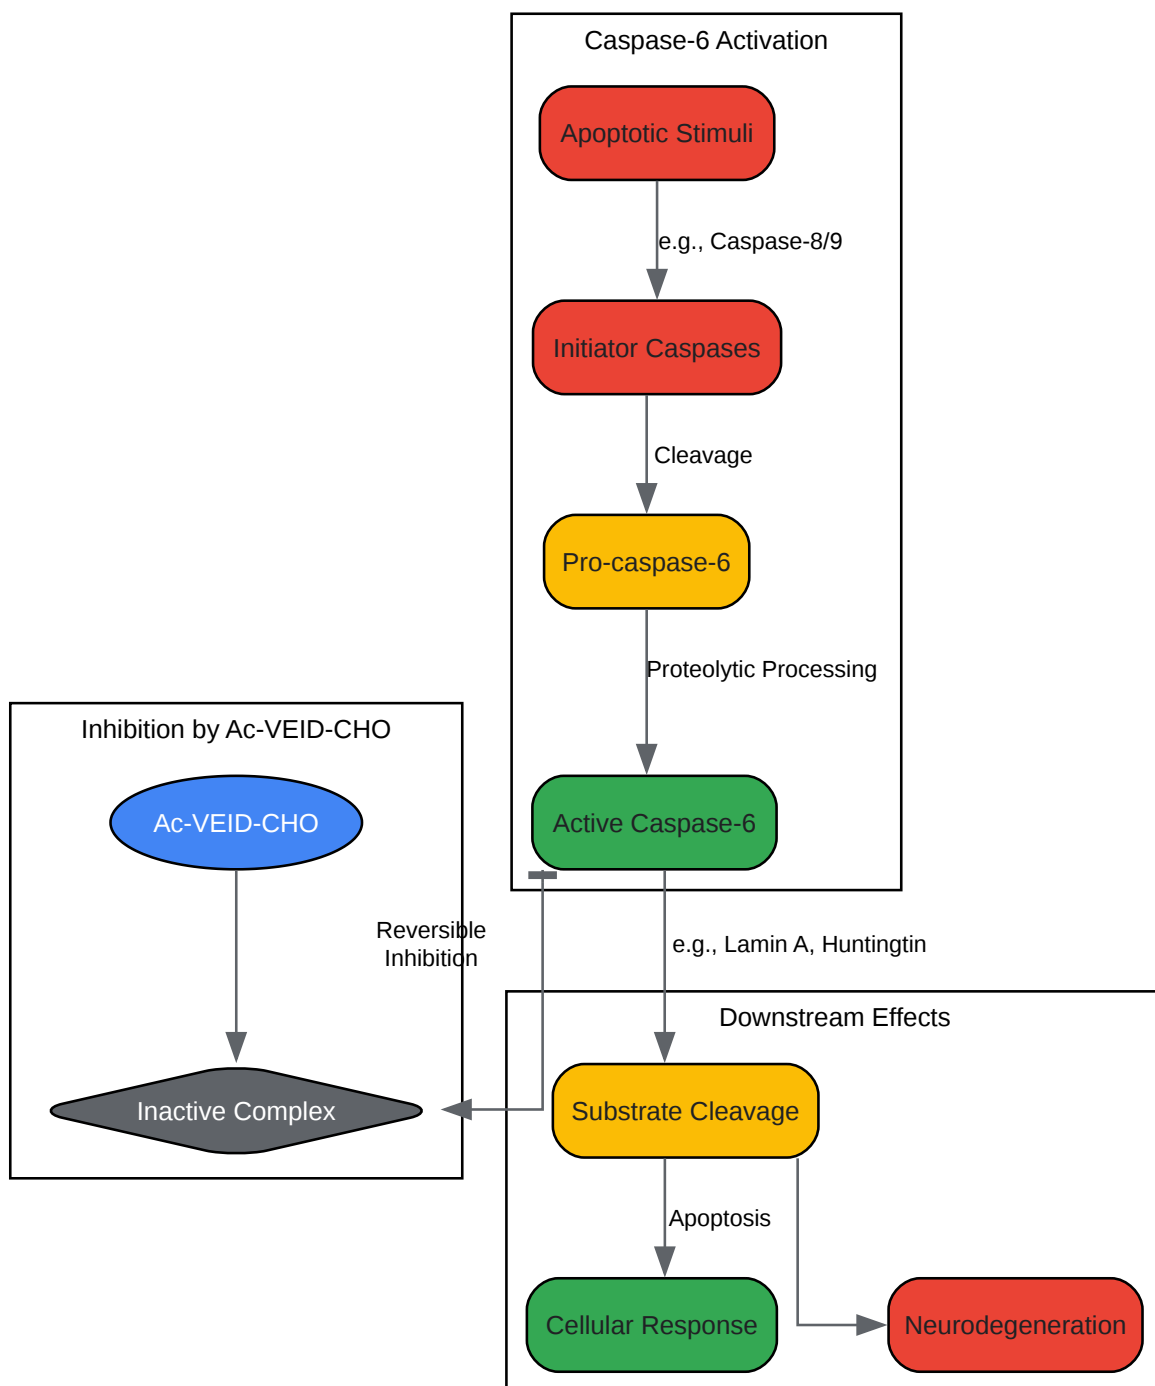 Caspase-6 Activation
Apoptotic Stimuli
e.g., Caspase-8/9
Initiator Caspases
Cleavage
Pro-caspase-6
Proteolytic Processing
Active Caspase-6
Inhibition by Ac-VEID-CHO
Ac-VEID-CHO
Reversible
Inhibition
Inactive Complex
e.g., Lamin A, Huntingtin
Downstream Effects
Substrate Cleavage
Apoptosis
Cellular Response
Neurodegeneration